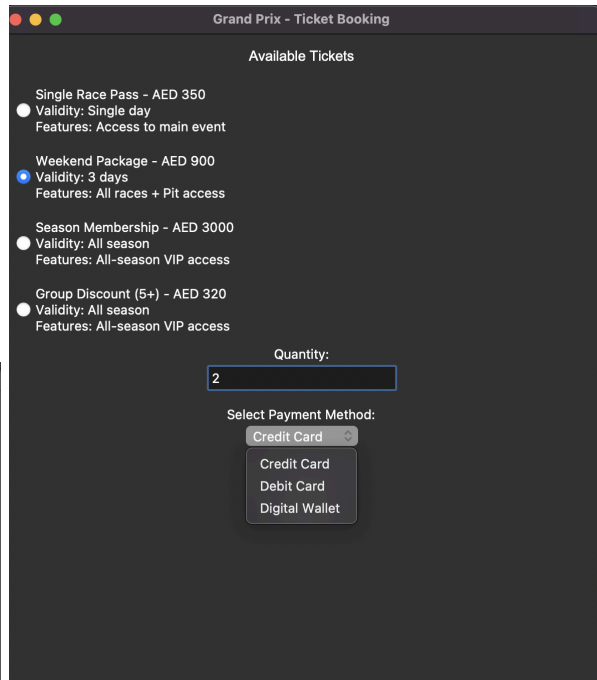 Grand Prix - Ticket Booking
Available Tickets
Single Race Pass - AED 350
Validity: Single day
Features: Access to main event
Weekend Package - AED 900
Validity: 3 days
Features: All races + Pit access
Season Membership - AED 3000
Validity: All season
Features: All-season VIP access
Group Discount (5+) - AED 320
Validity: All season
Features: All-season VIP access
Quantity:
2
Select Payment Method:
Credit Card
Credit Card
Debit Card
Digital Wallet